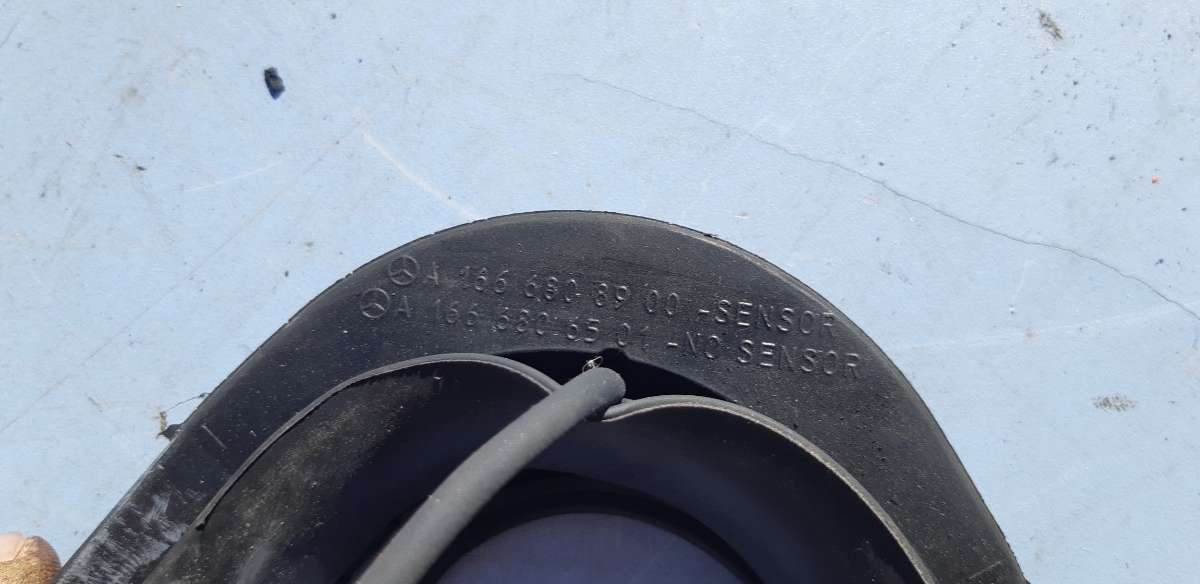 A 166 680 89 00 -SENSOR
A 166 680 65 01 -NO SENSOR